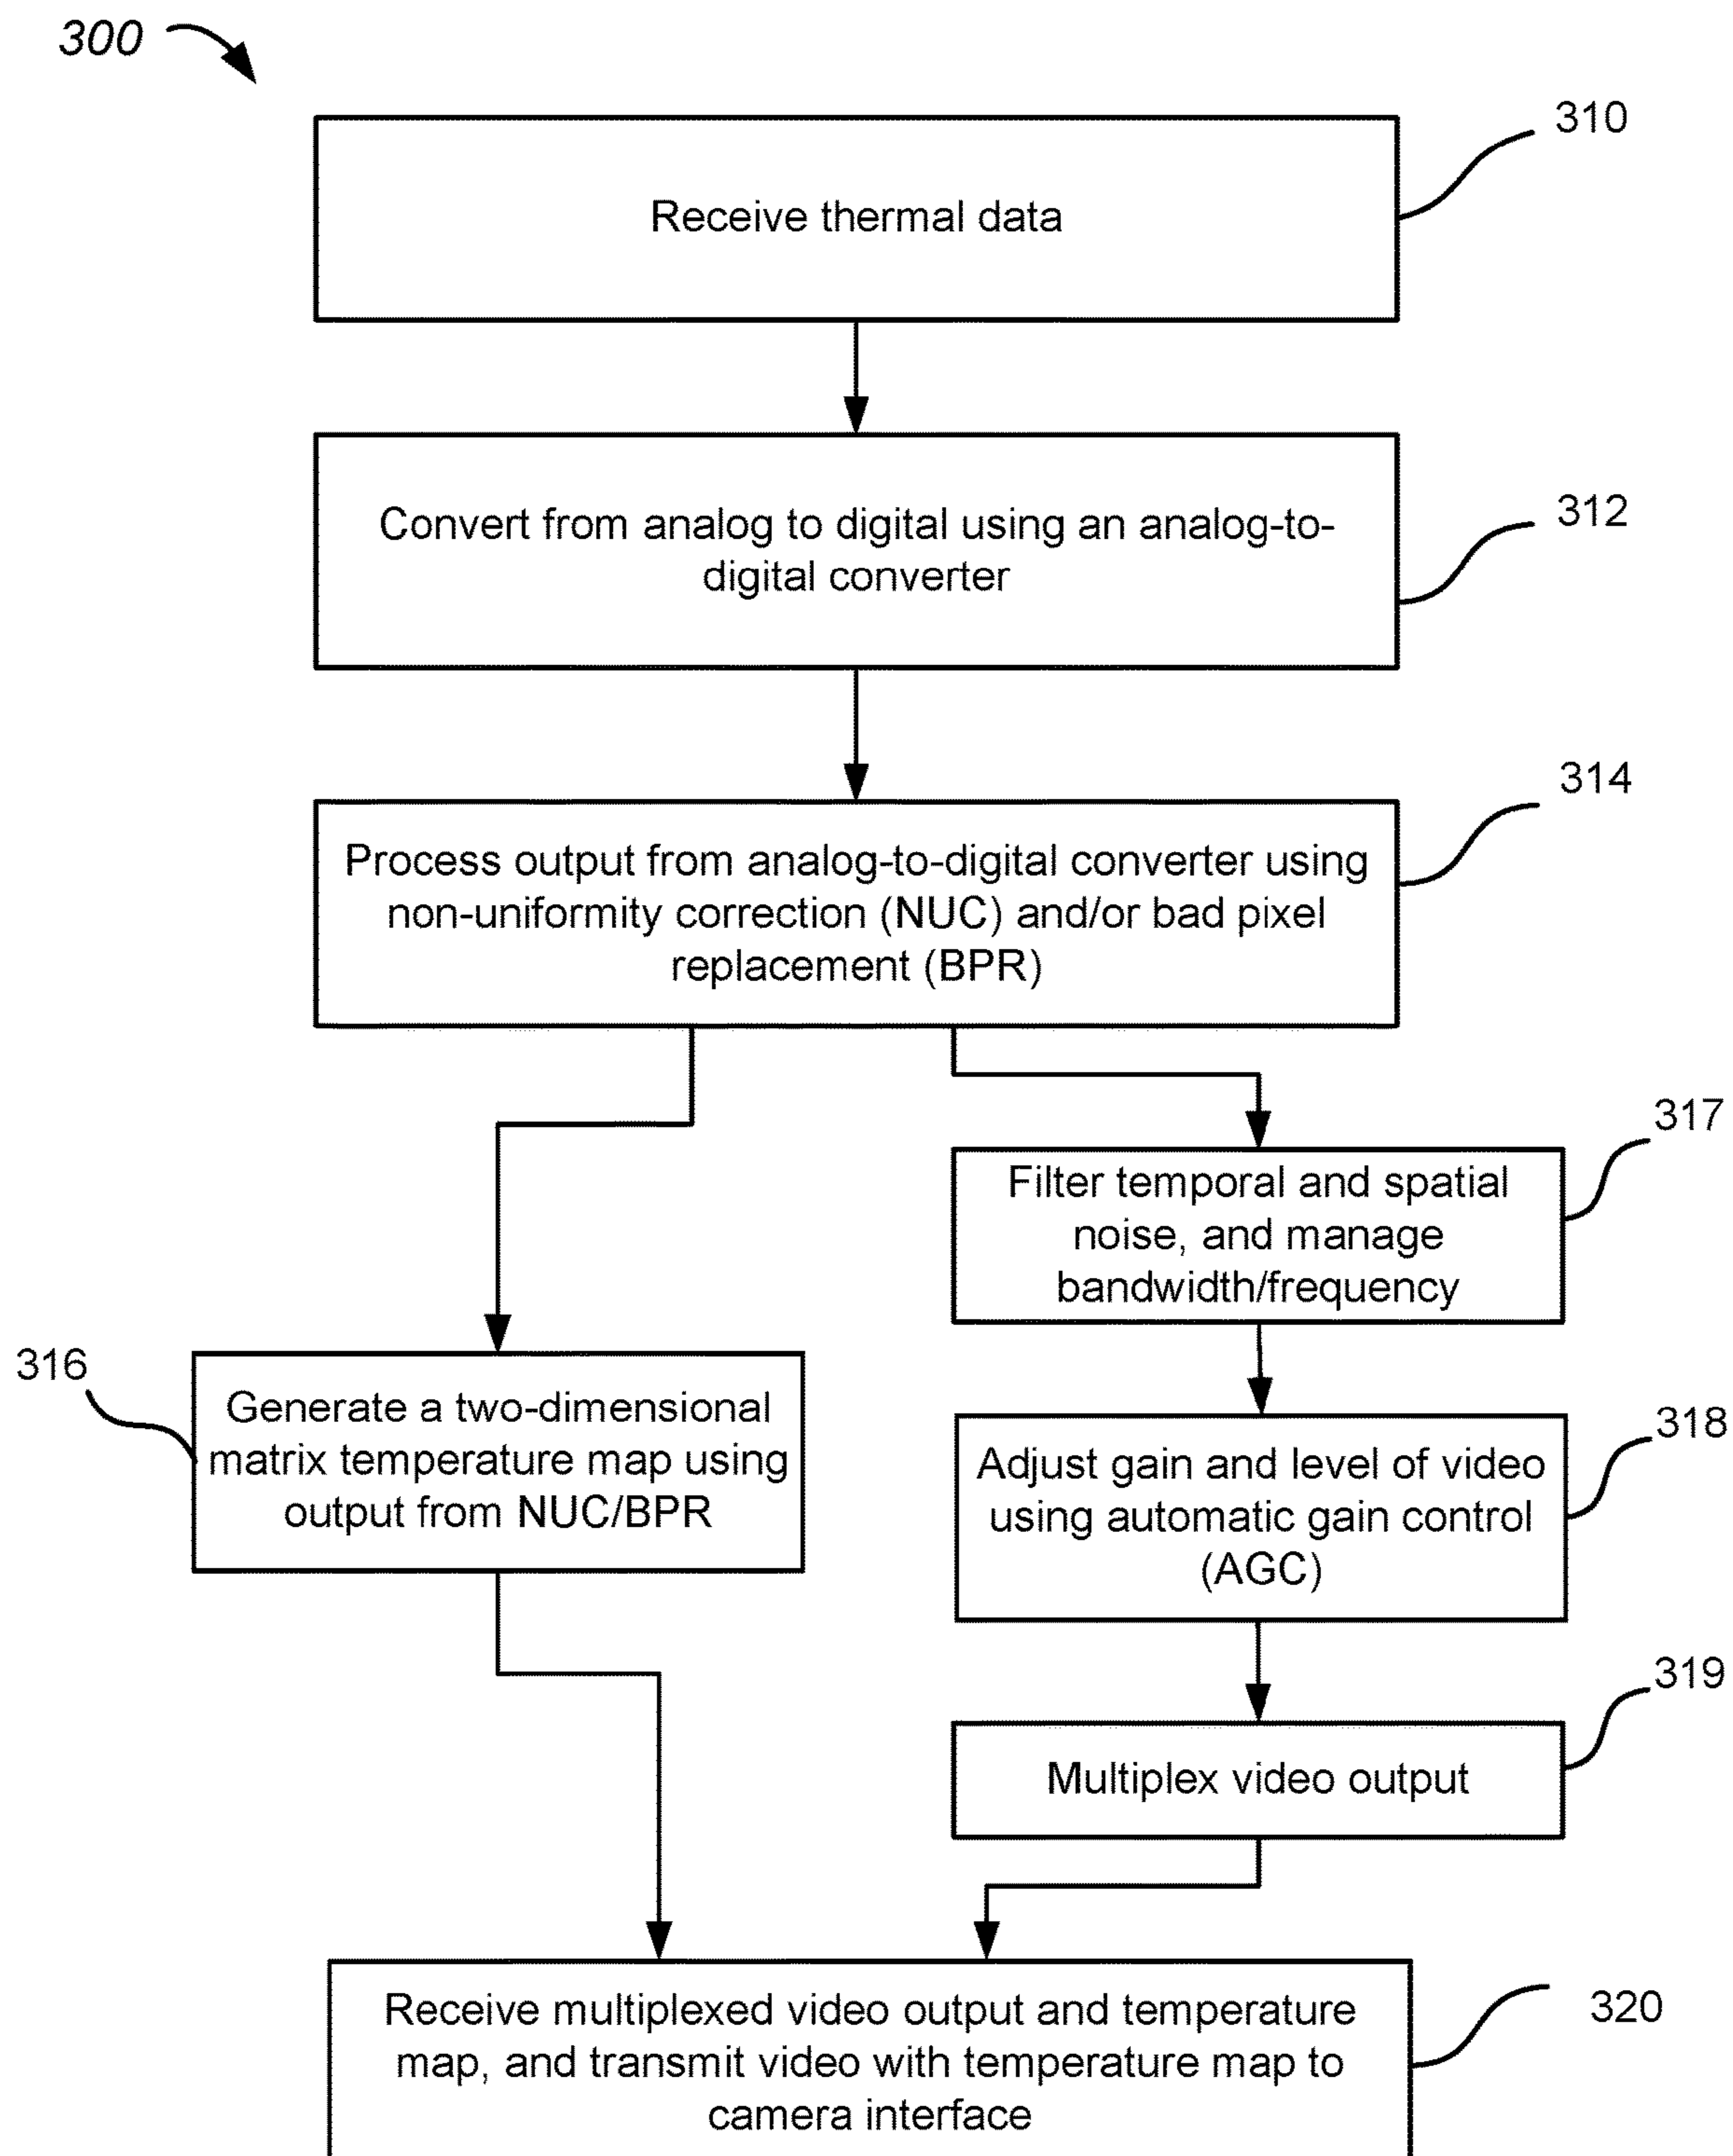 300
310
Receive thermal data
312
Convert from analog to digital using an analog-to-
digital converter
314
Process output from analog-to-digital converter using
non-uniformity correction (NUC) and/or bad pixel
replacement (BPR)
317
Filter temporal and spatial
noise, and manage
bandwidth/frequency
316
Generate a two-dimensional
matrix temperature map using
output from NUC/BPR
318
Adjust gain and level of video
using automatic gain control
(AGC)
319
Multiplex video output
320
Receive multiplexed video output and temperature
map, and transmit video with temperature map to
camera interface